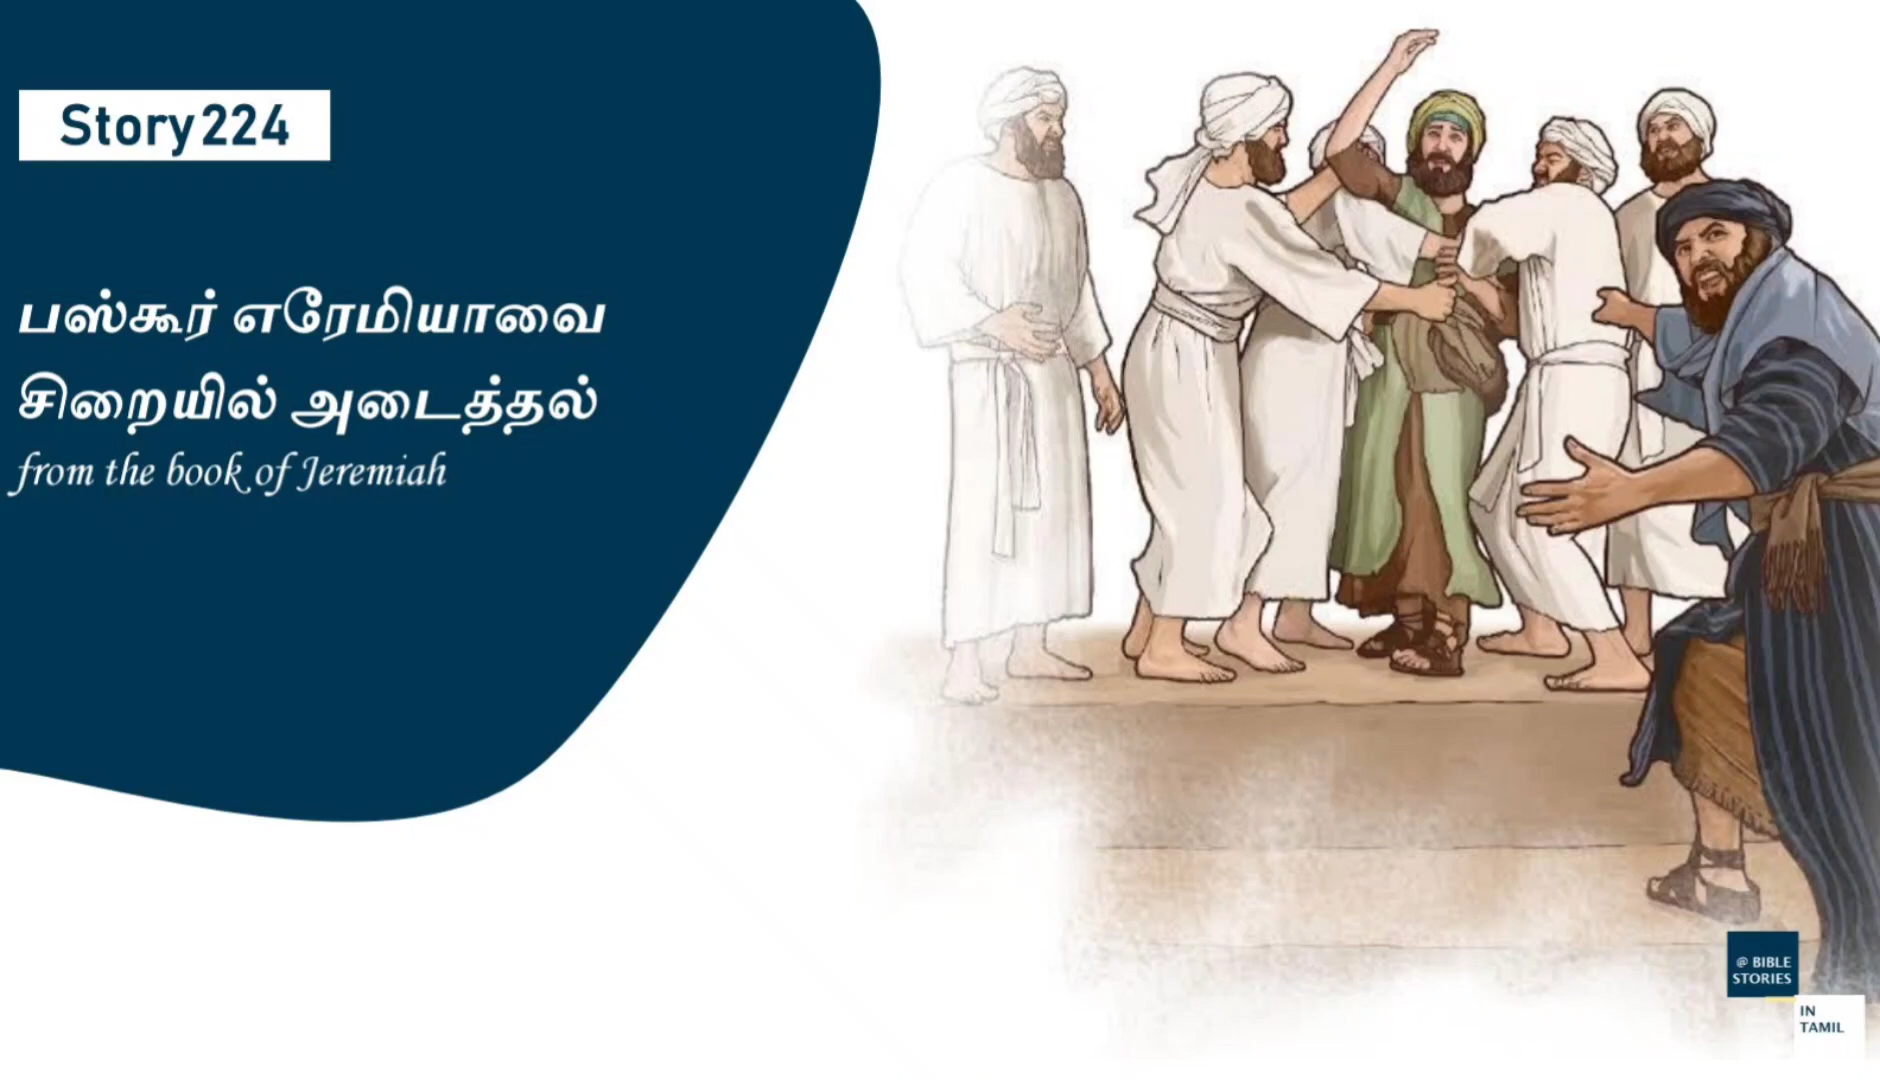 Story224
பஸ்கூர் எரேமியாவை
சிறையில் அடைத்தல்
from the book of Jeremiah
@ BIBLE
STORIES
IN
TAMIL